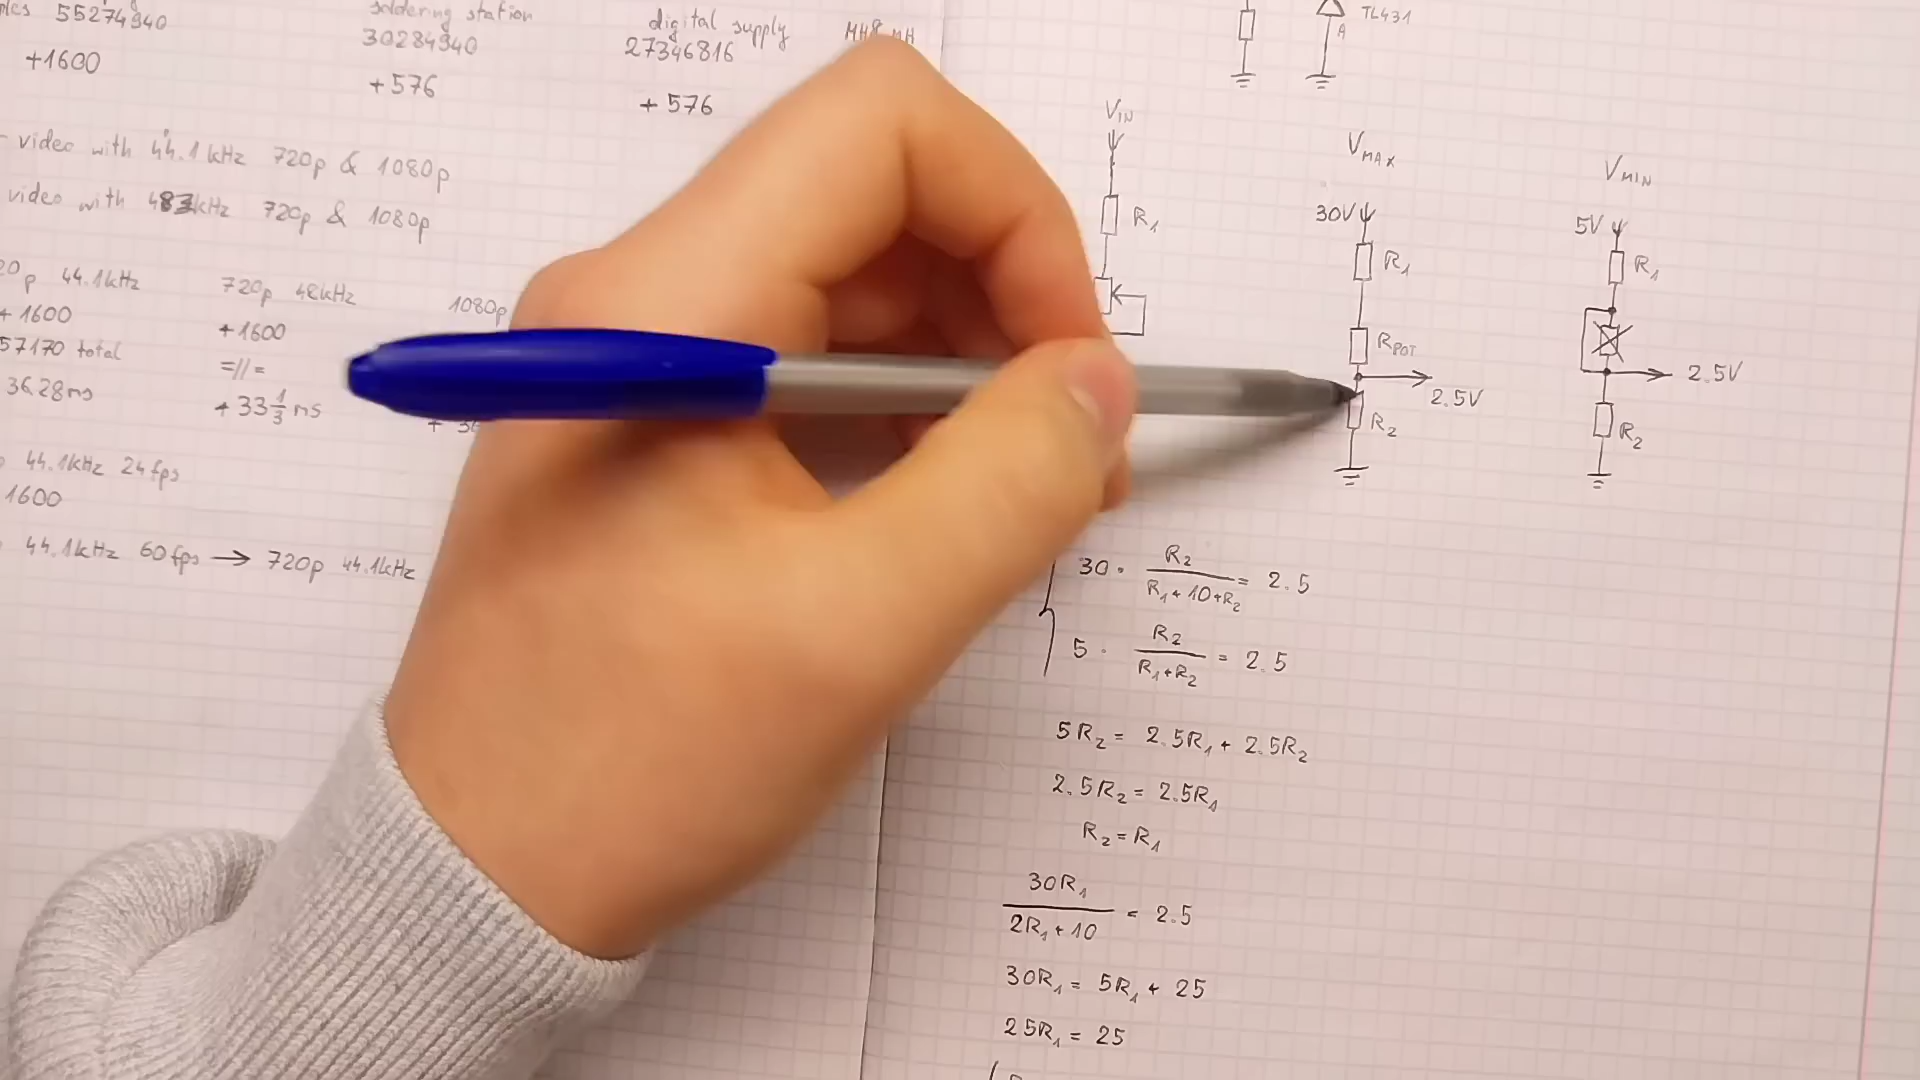 55274940
+1600
soldering station
30284940
+576
digital supply
27346816
+ 576
- video with 44.1kHz 720p & 1080p
video with 48kHz 720p & 1080p
20p 44.1kHz
+ 1600
57170 total
36.28ms
720p 48kHz
+1600
=//=
+ 33 1/3 ms
1080p
44.1kHz 24fps
1600
44.1kHz 60fps → 720p 44.1kHz
TL431
A
VIN
R1
VMAX
30V
R1
RPOT
2.5V
R2
VMIN
5V
R1
2.5V
R2
30 · R2 / (R1 + 10 + R2) = 2.5
5 · R2 / (R1 + R2) = 2.5
5R2 = 2.5R1 + 2.5R2
2.5R2 = 2.5R1
R2 = R1
30R1 / (2R1 + 10) = 2.5
30R1 = 5R1 + 25
25R1 = 25